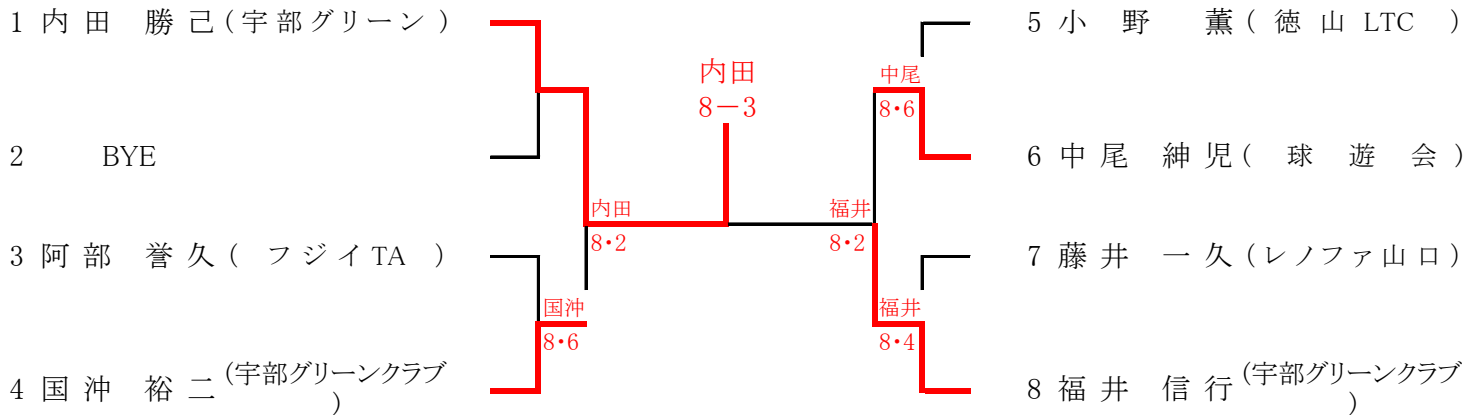 1 内田 勝己(宇部グリーン)
2 BYE
3 阿部 誉久(フジイTA)
4 国沖 裕二(宇部グリーンクラブ
)
国沖
8・6
内田
8・2
内田
8−3
福井
8・2
中尾
8・6
福井
8・4
5 小野 薫(徳山LTC)
6 中尾 紳児(球遊会)
7 藤井 一久(レノファ山口)
8 福井 信行(宇部グリーンクラブ
)